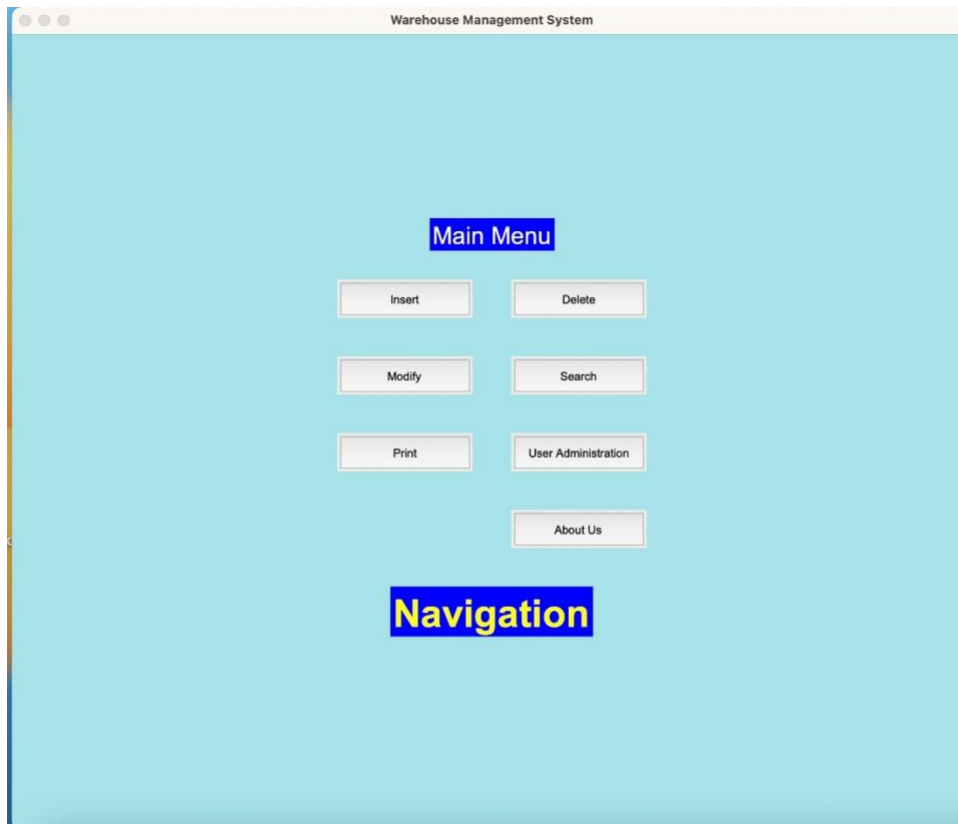 Warehouse Management System
Main Menu
Insert
Delete
Modify
Search
Print
User Administration
About Us
Navigation